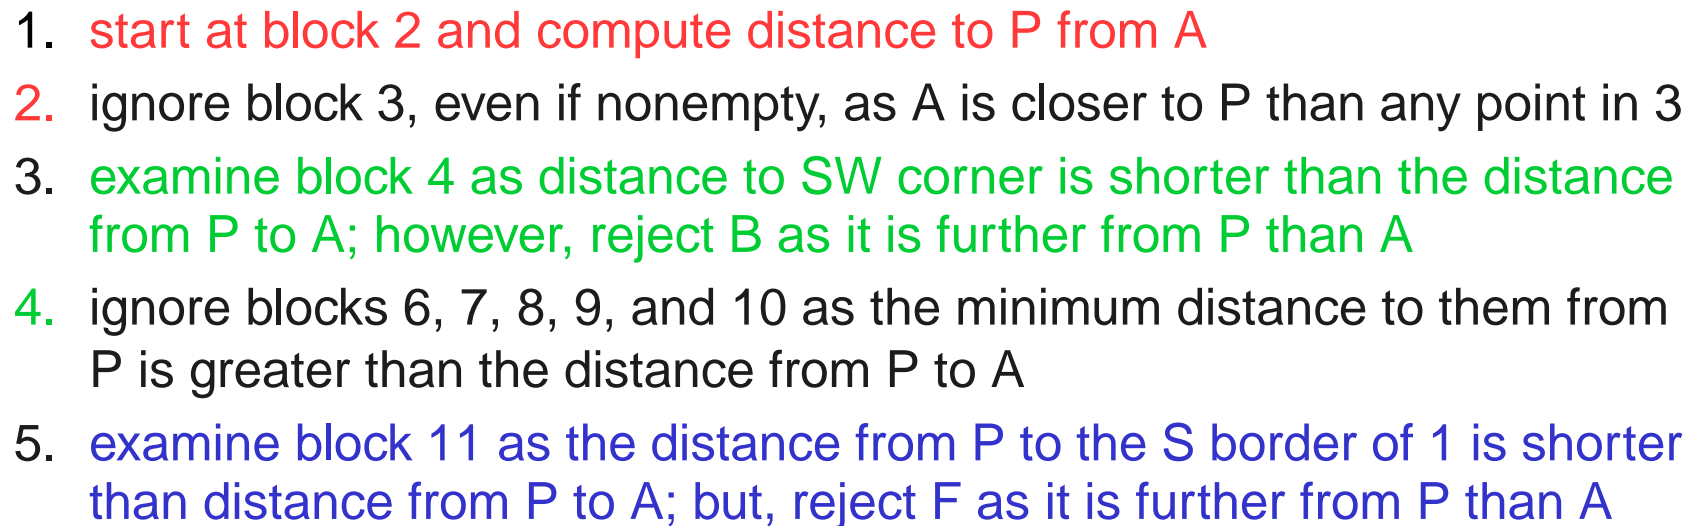 1. start at block 2 and compute distance to P from A
2. ignore block 3, even if nonempty, as A is closer to P than any point in 3
3. examine block 4 as distance to SW corner is shorter than the distance
from P to A; however, reject B as it is further from P than A
4. ignore blocks 6, 7, 8, 9, and 10 as the minimum distance to them from
P is greater than the distance from P to A
5. examine block 11 as the distance from P to the S border of 1 is shorter
than distance from P to A; but, reject F as it is further from P than A